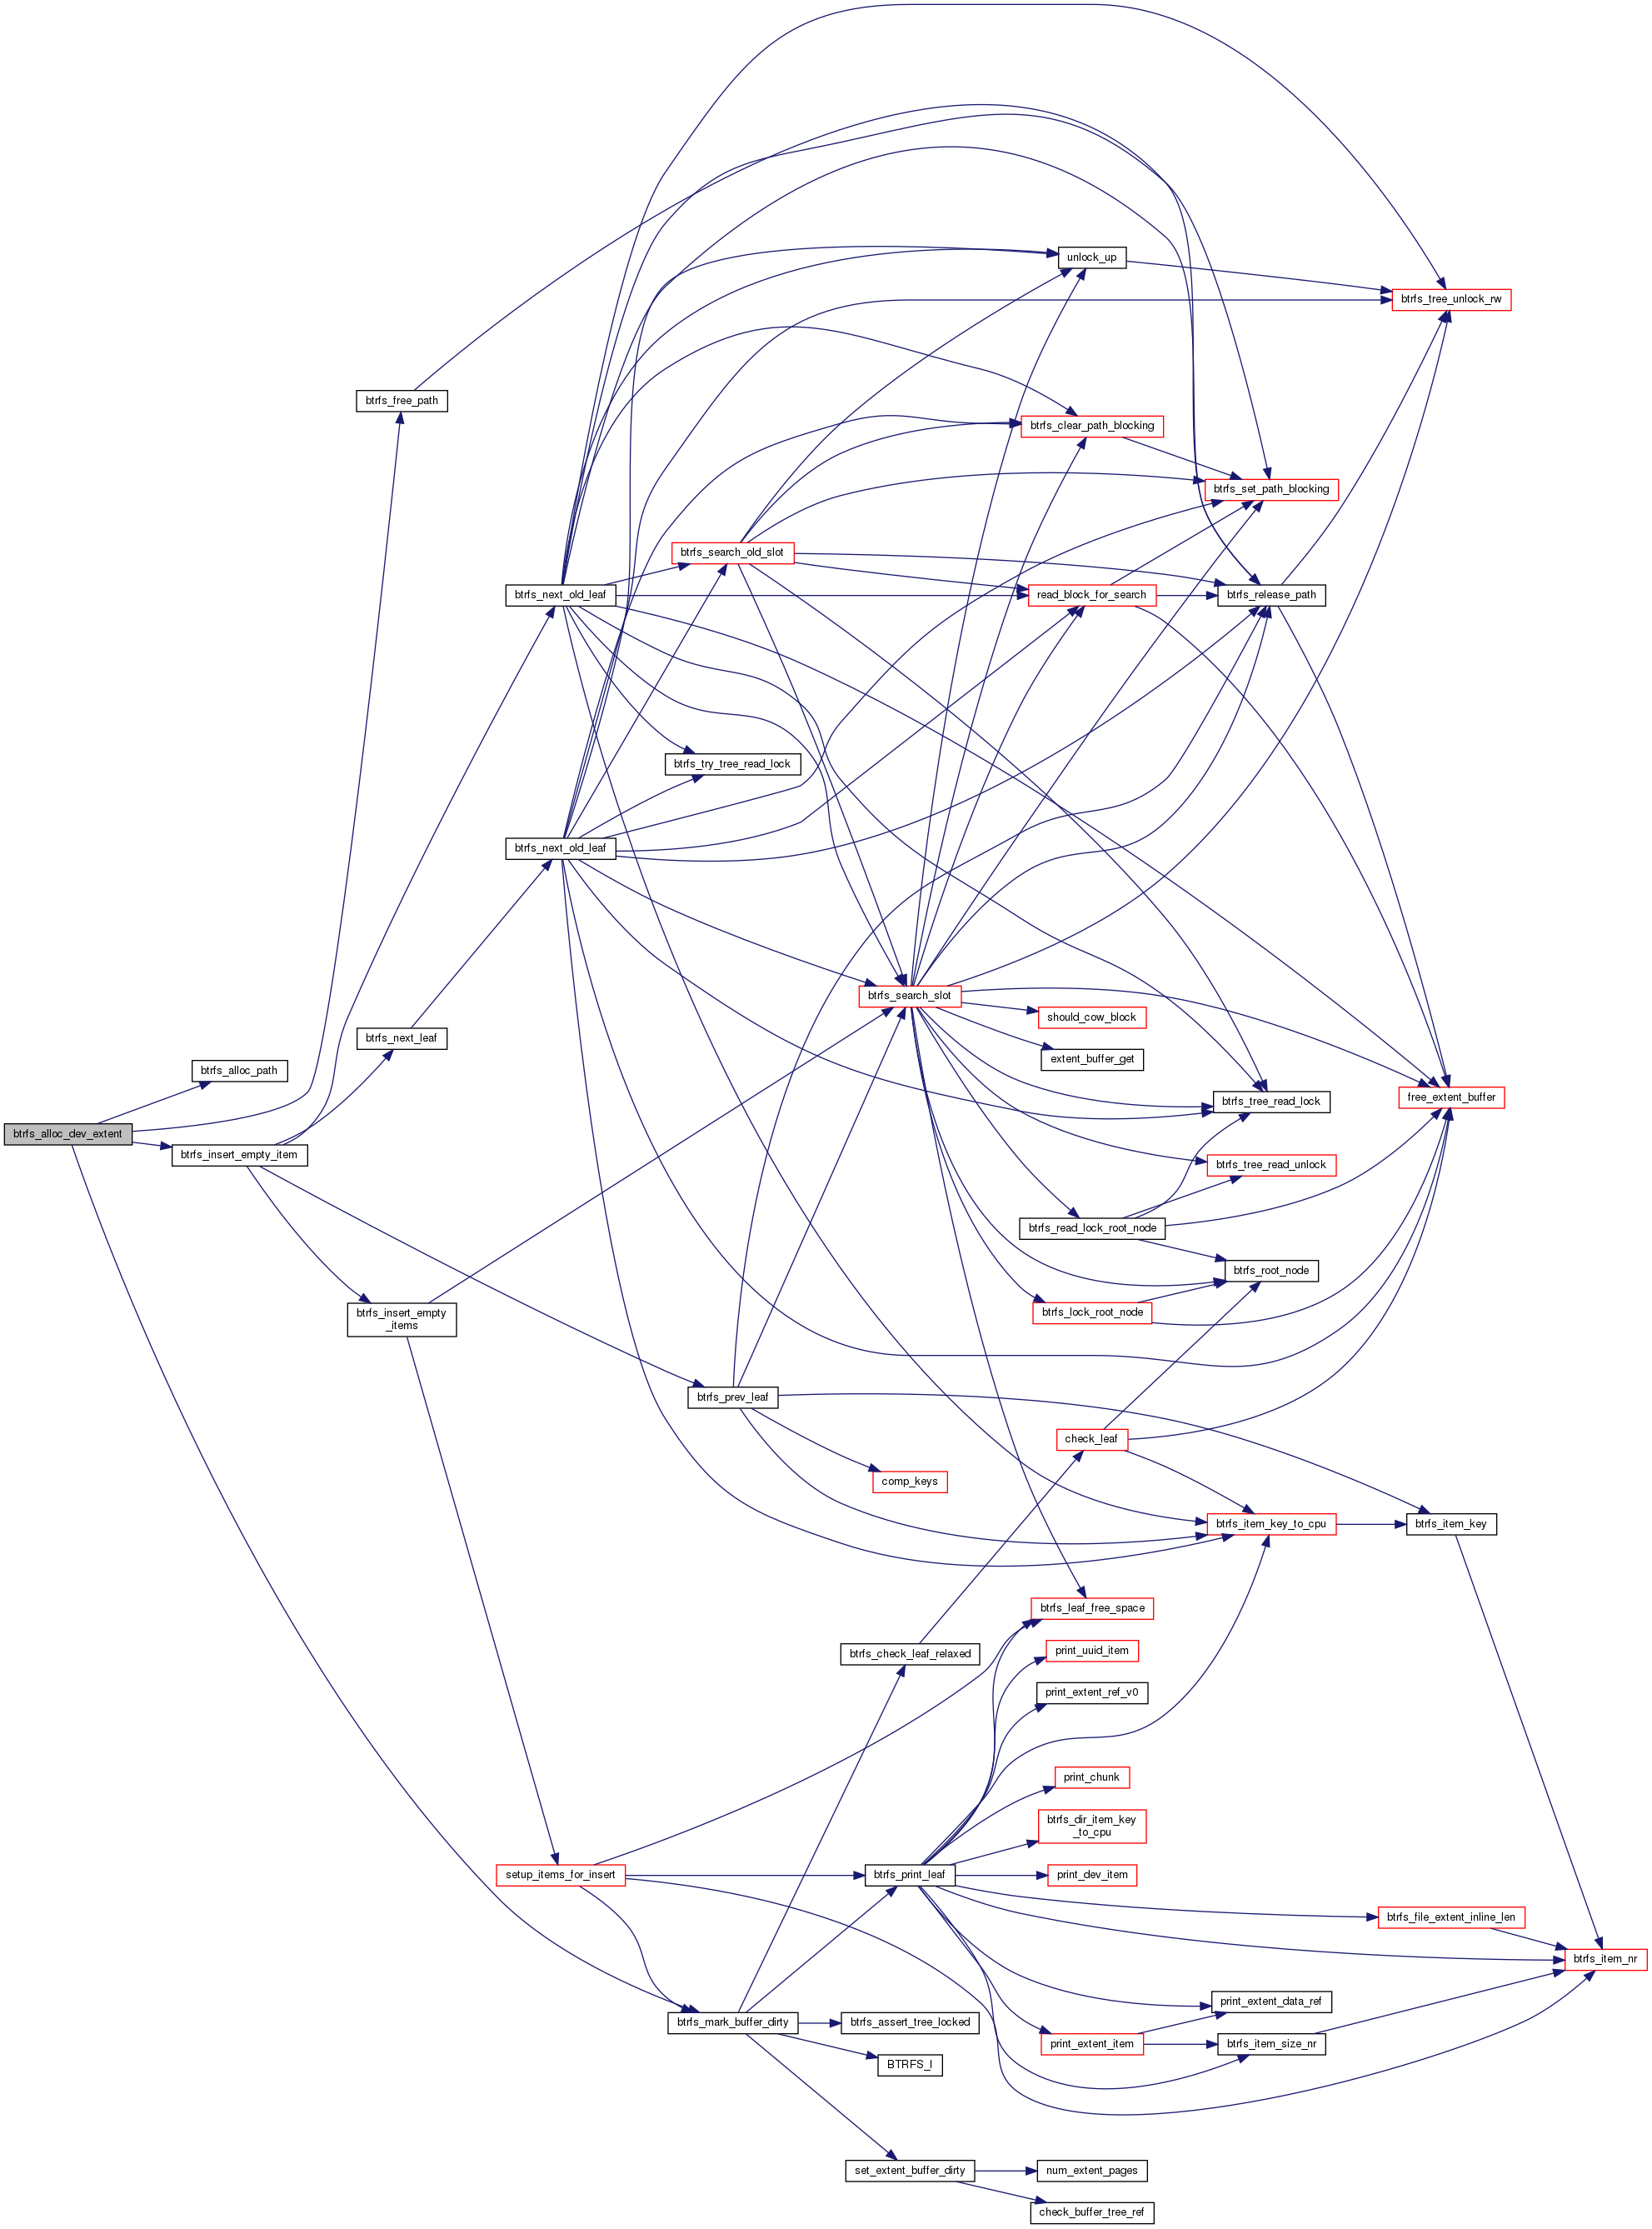 unlock_up
btrfs_tree_unlock_rw
btrfs_free_path
btrfs_clear_path_blocking
btrfs_set_path_blocking
btrfs_search_old_slot
btrfs_next_old_leaf
read_block_for_search
btrfs_release_path
btrfs_try_tree_read_lock
btrfs_next_old_leaf
btrfs_search_slot
should_cow_block
btrfs_next_leaf
extent_buffer_get
btrfs_alloc_path
btrfs_tree_read_lock
free_extent_buffer
btrfs_alloc_dev_extent
btrfs_insert_empty_item
btrfs_tree_read_unlock
btrfs_read_lock_root_node
btrfs_root_node
btrfs_insert_empty
_items
btrfs_lock_root_node
btrfs_prev_leaf
check_leaf
comp_keys
btrfs_item_key_to_cpu
btrfs_item_key
btrfs_leaf_free_space
btrfs_check_leaf_relaxed
print_uuid_item
print_extent_ref_v0
print_chunk
btrfs_dir_item_key
_to_cpu
setup_items_for_insert
btrfs_print_leaf
print_dev_item
btrfs_file_extent_inline_len
btrfs_item_nr
print_extent_data_ref
btrfs_mark_buffer_dirty
btrfs_assert_tree_locked
print_extent_item
btrfs_item_size_nr
BTRFS_I
set_extent_buffer_dirty
num_extent_pages
check_buffer_tree_ref